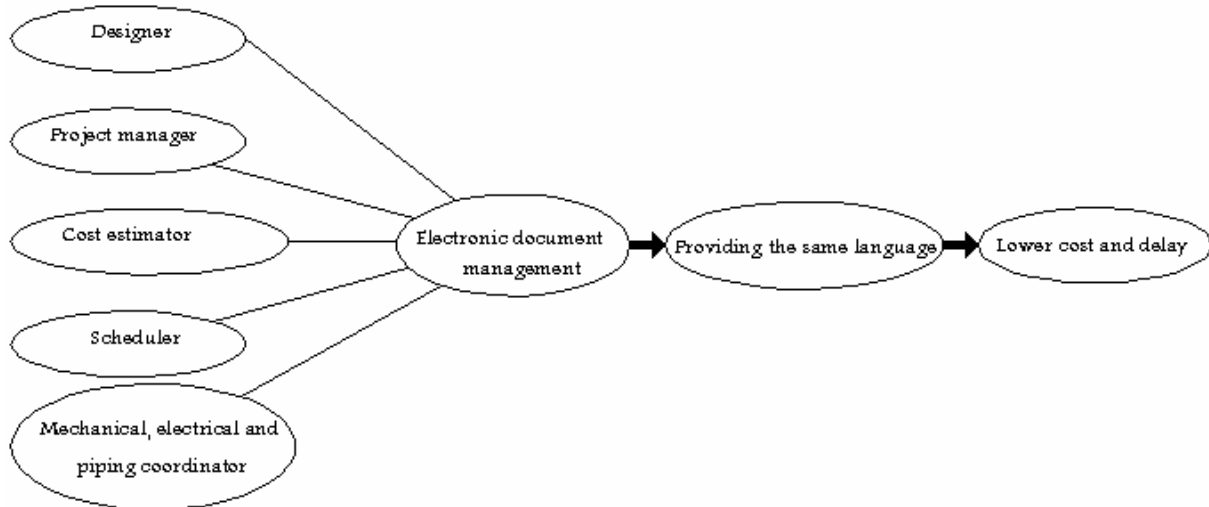 Designer
Project manager
Cost estimator
Scheduler
Mechanical, electrical and
piping coordinator
Electronic document
management
Providing the same language
Lower cost and delay